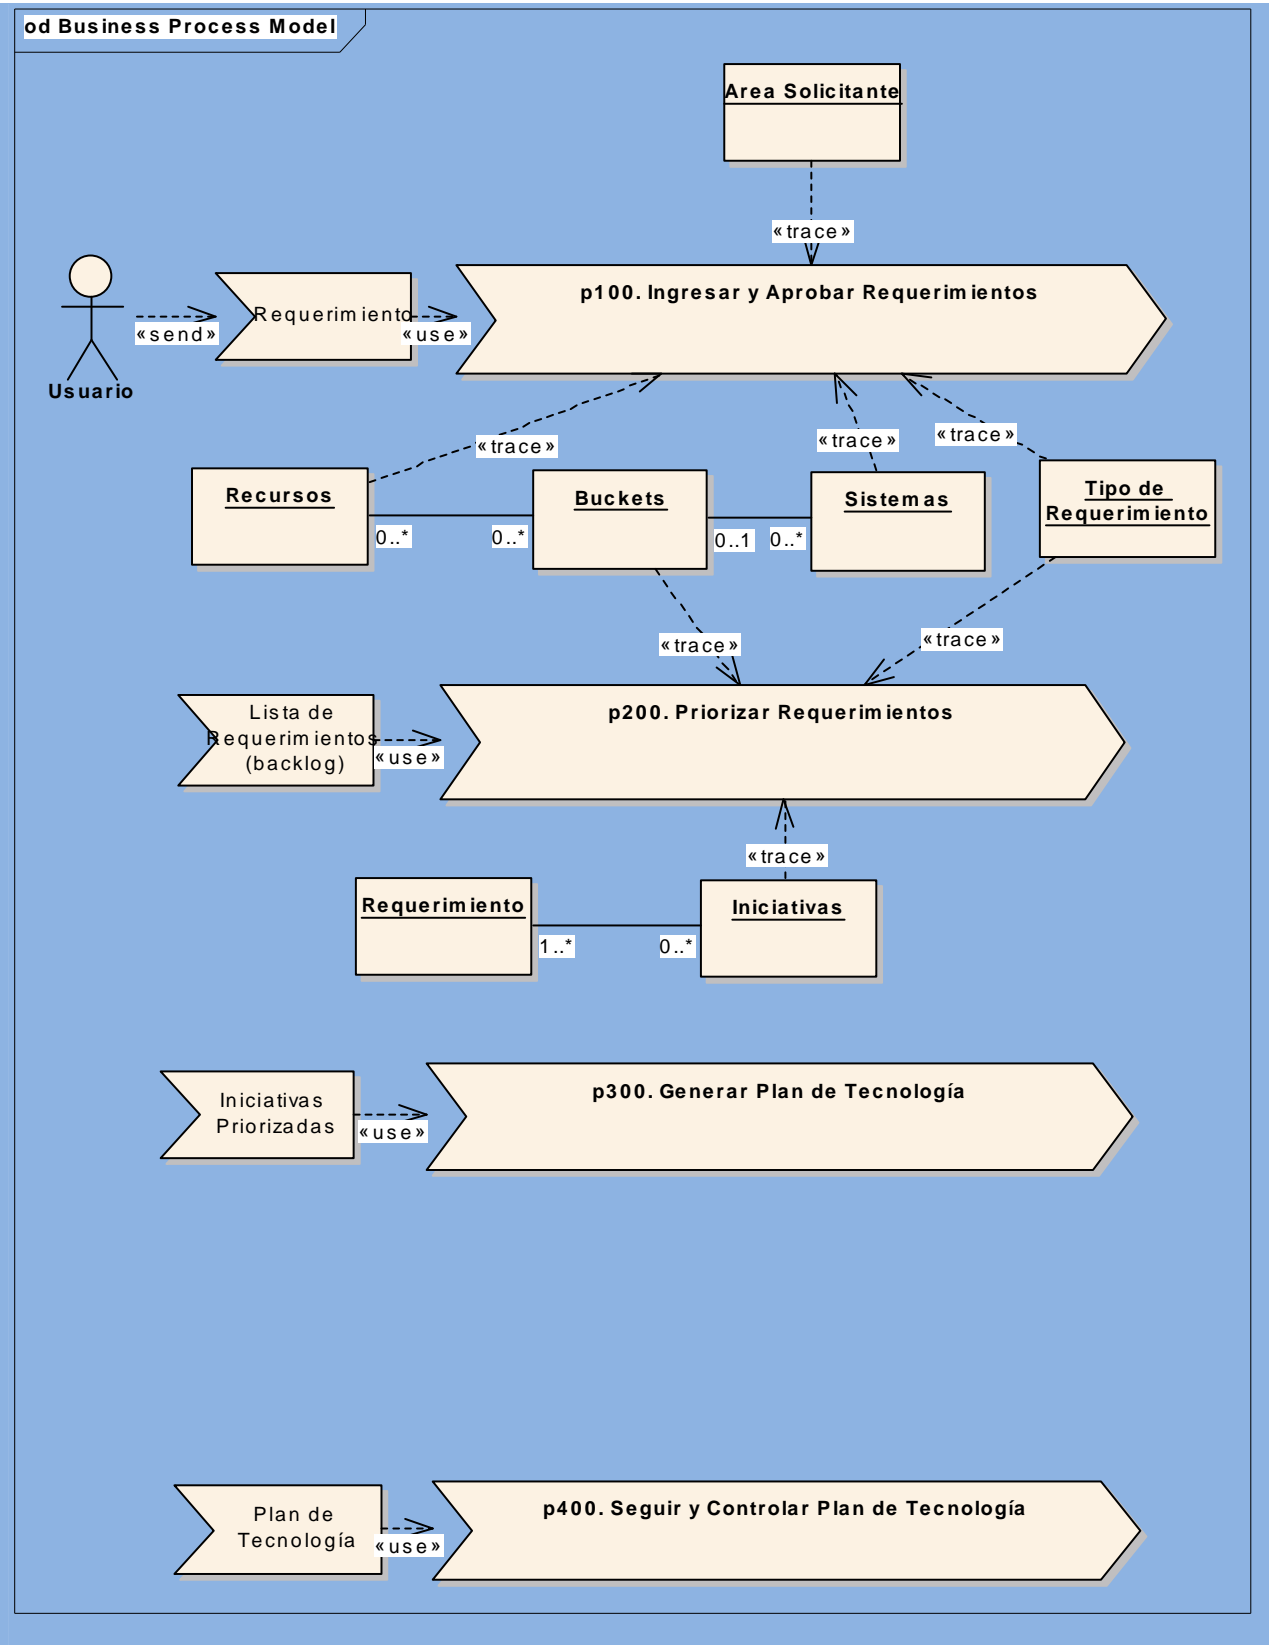 od Business Process Model
Area Solicitante
«trace»
Usuario
«send»
Requerimiento
«use»
p100. Ingresar y Aprobar Requerimientos
«trace»
«trace»
«trace»
Recursos
0..*
0..*
Buckets
0..1
0..*
Sistemas
Tipo de
Requerimiento
«trace»
«trace»
Lista de
Requerimientos
(backlog)
«use»
p200. Priorizar Requerimientos
«trace»
Requerimiento
1..*
0..*
Iniciativas
Iniciativas
Priorizadas
«use»
p300. Generar Plan de Tecnología
Plan de
Tecnología
«use»
p400. Seguir y Controlar Plan de Tecnología